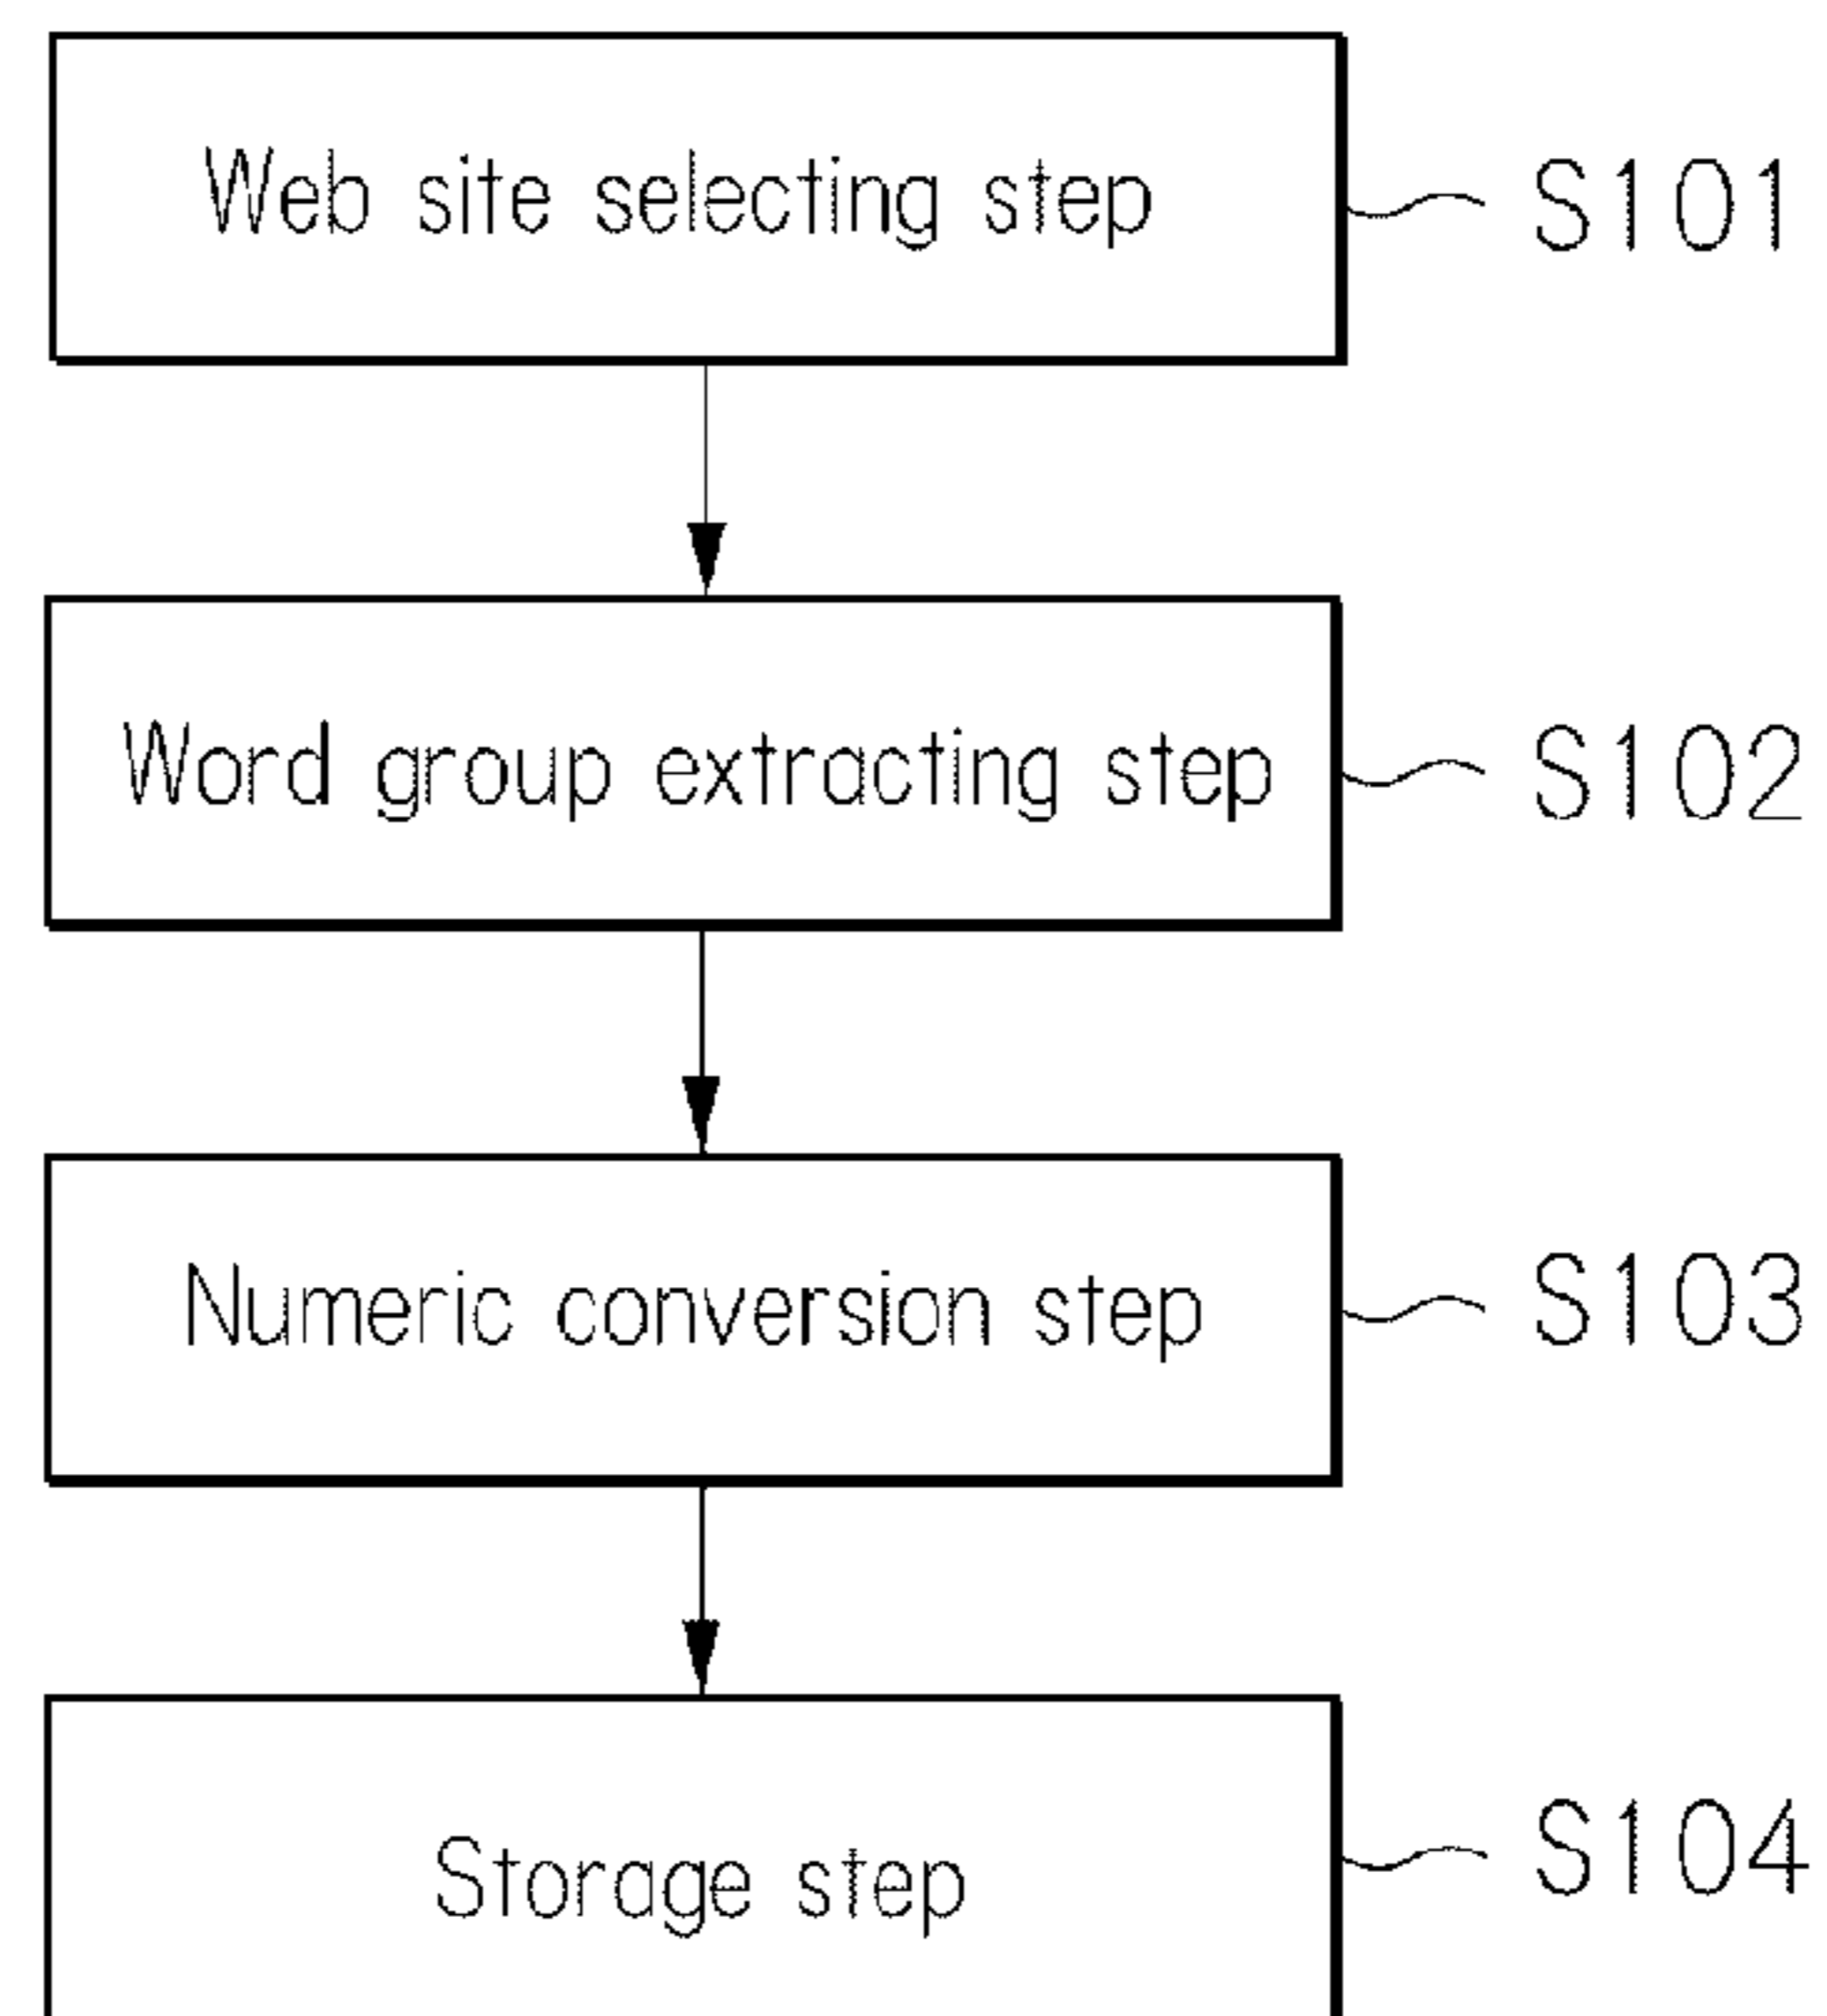 Web site selecting step S101
Word group extracting step S102
Numeric conversion step S103
Storage step S104